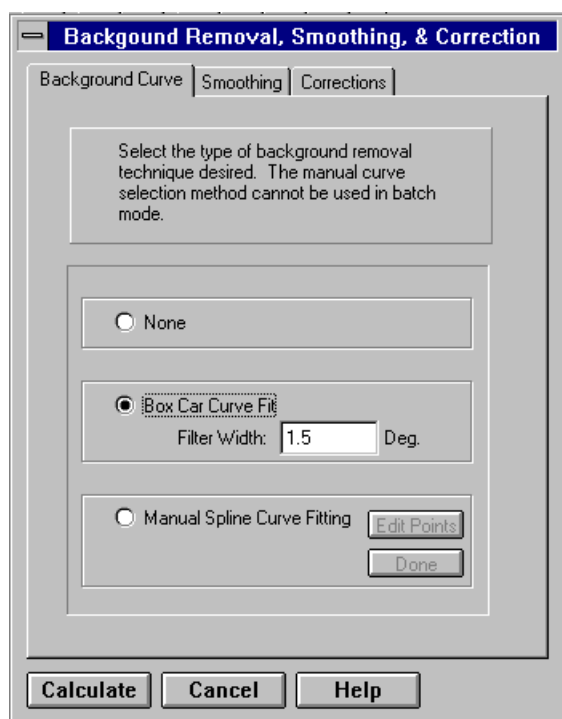 Backgound Removal, Smoothing, & Correction
Background Curve Smoothing Corrections
Select the type of background removal
technique desired. The manual curve
selection method cannot be used in batch
mode.
None
Box Car Curve Fit
Filter Width: 1.5 Deg.
Manual Spline Curve Fitting Edit Points
Done
Calculate Cancel Help